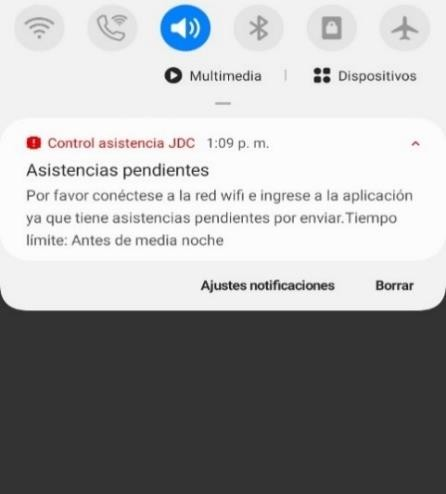 Multimedia | Dispositivos
Control asistencia JDC 1:09 p. m.
Asistencias pendientes
Por favor conéctese a la red wifi e ingrese a la aplicación
ya que tiene asistencias pendientes por enviar.Tiempo
límite: Antes de media noche
Ajustes notificaciones Borrar